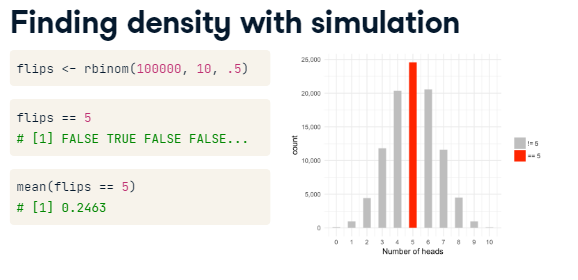 Finding density with simulation
flips <- rbinom(100000, 10, .5)
flips == 5
# [1] FALSE TRUE FALSE FALSE...
mean(flips == 5)
# [1] 0.2463
25,000
20,000
15,000
10,000
5,000
0
count
0 1 2 3 4 5 6 7 8 9 10
Number of heads
!= 5
== 5